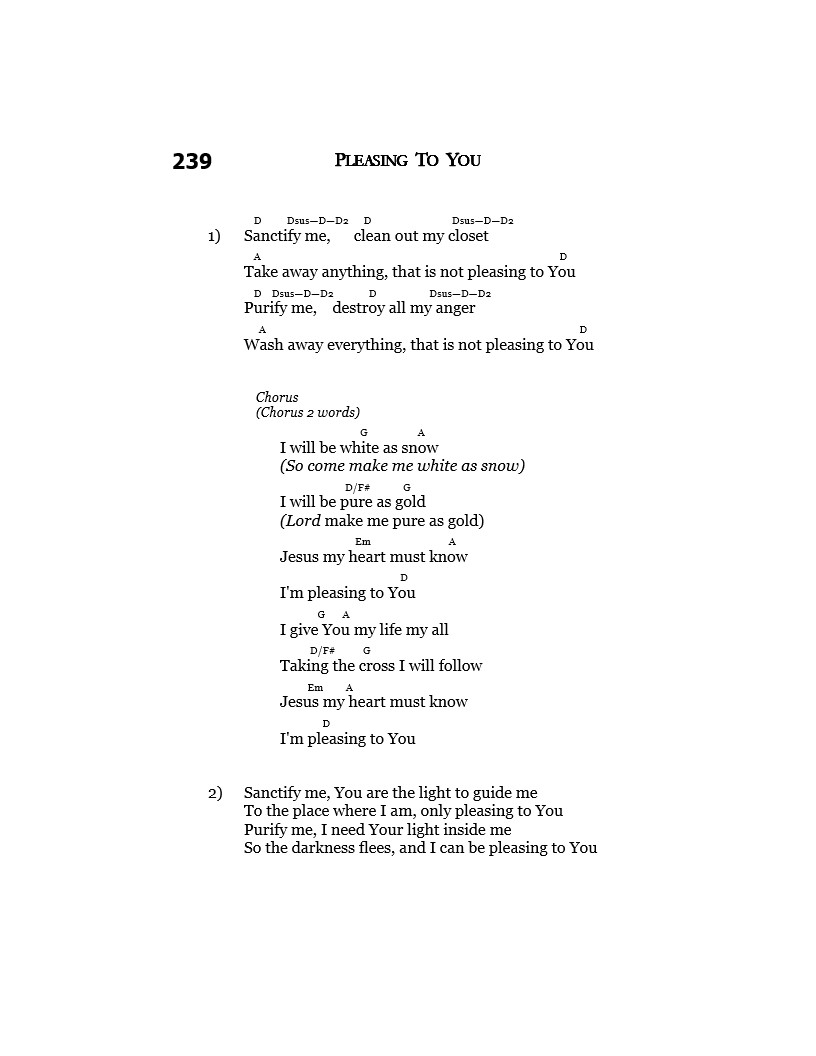 239 PLEASING TO YOU
D Dsus—D—D2 D Dsus—D—D2
1) Sanctify me, clean out my closet
A D
Take away anything, that is not pleasing to You
D Dsus—D—D2 D Dsus—D—D2
Purify me, destroy all my anger
A D
Wash away everything, that is not pleasing to You
Chorus
(Chorus 2 words)
G A
I will be white as snow
(So come make me white as snow)
D/F# G
I will be pure as gold
(Lord make me pure as gold)
Em A
Jesus my heart must know
D
I'm pleasing to You
G A
I give You my life my all
D/F# G
Taking the cross I will follow
Em A
Jesus my heart must know
D
I'm pleasing to You
2) Sanctify me, You are the light to guide me
To the place where I am, only pleasing to You
Purify me, I need Your light inside me
So the darkness flees, and I can be pleasing to You